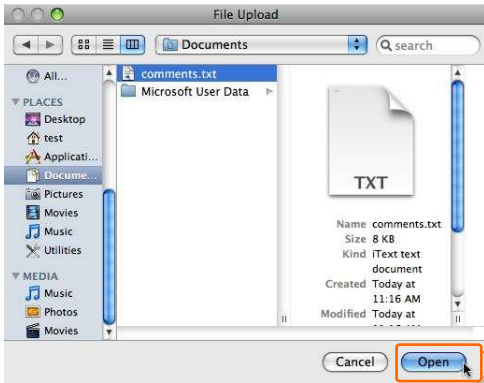 File Upload
Documents
search
All...
comments.txt
Microsoft User Data
PLACES
Desktop
test
Applicati...
Docume...
Pictures
Movies
Music
Utilities
MEDIA
Music
Photos
Movies
TXT
Name comments.txt
Size 8 KB
Kind iText text
document
Created Today at
11:16 AM
Modified Today at
Cancel
Open